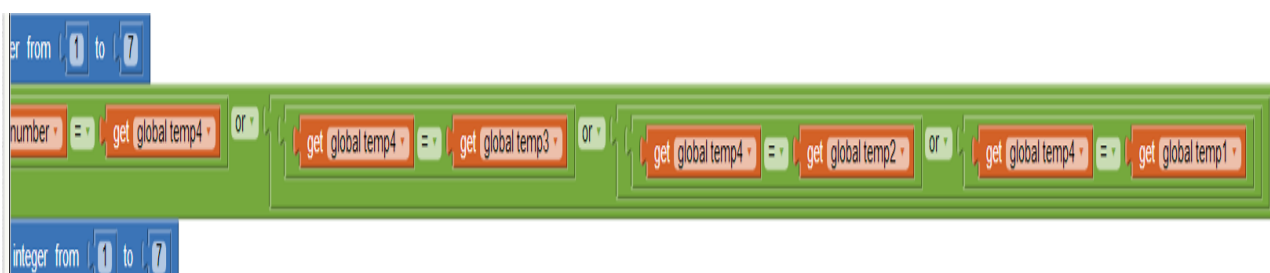 er from 1 to 7
number = get global temp4 or get global temp4 = get global temp3 or get global temp4 = get global temp2 or get global temp4 = get global temp1
integer from 1 to 7